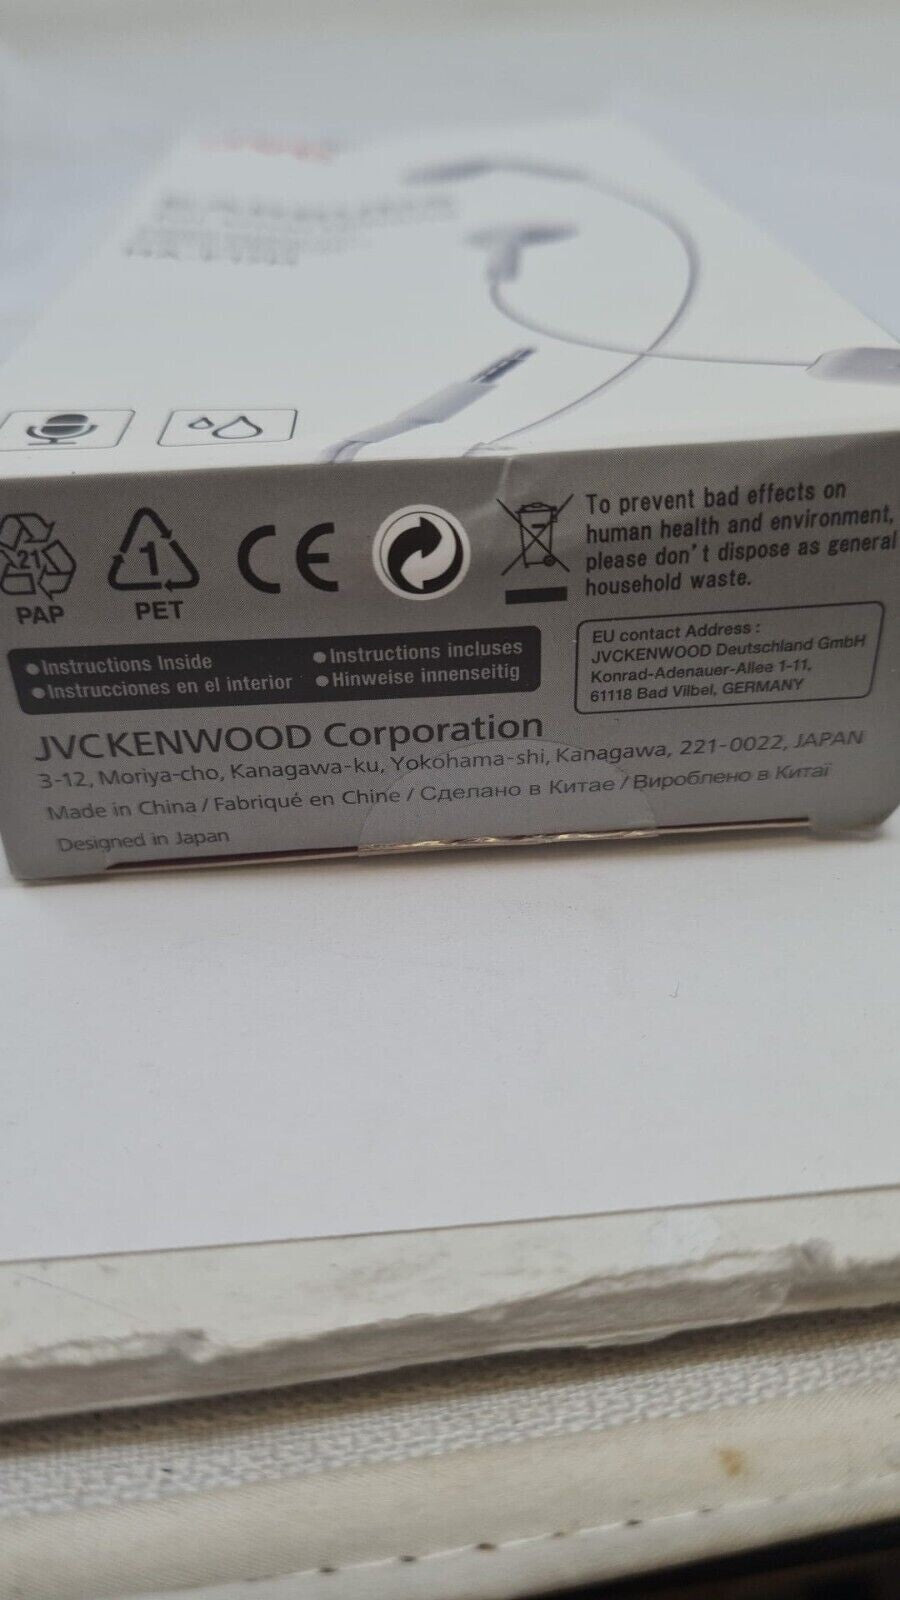 21
PAP
1
PET
CE
To prevent bad effects on
human health and environment,
please don't dispose as general
household waste.
●Instructions Inside
●Instrucciones en el interior
●Instructions incluses
●Hinweise innenseitig
EU contact Address :
JVCKENWOOD Deutschland GmbH
Konrad-Adenauer-Allee 1-11,
61118 Bad Vilbel, GERMANY
JVCKENWOOD Corporation
3-12, Moriya-cho, Kanagawa-ku, Yokohama-shi, Kanagawa, 221-0022, JAPAN
Made in China / Fabriqué en Chine / Сделано в Китае / Вироблено в Китаї
Designed in Japan